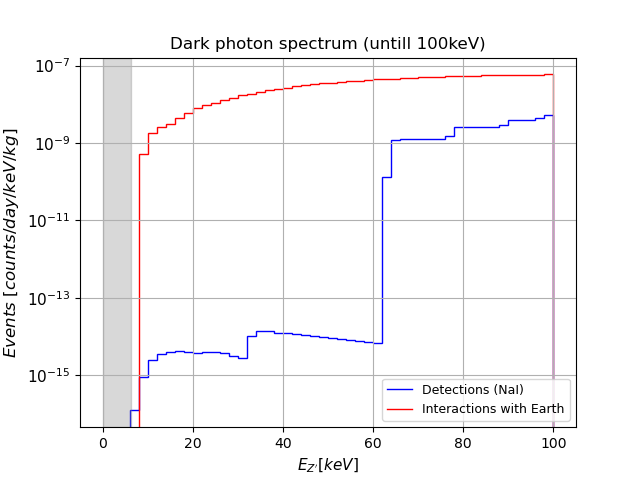 Dark photon spectrum (untill 100keV)
Events [counts/day/keV/kg]
10⁻⁷
10⁻⁹
10⁻¹¹
10⁻¹³
10⁻¹⁵
Detections (NaI)
Interactions with Earth
0 20 40 60 80 100
E_Z'[keV]